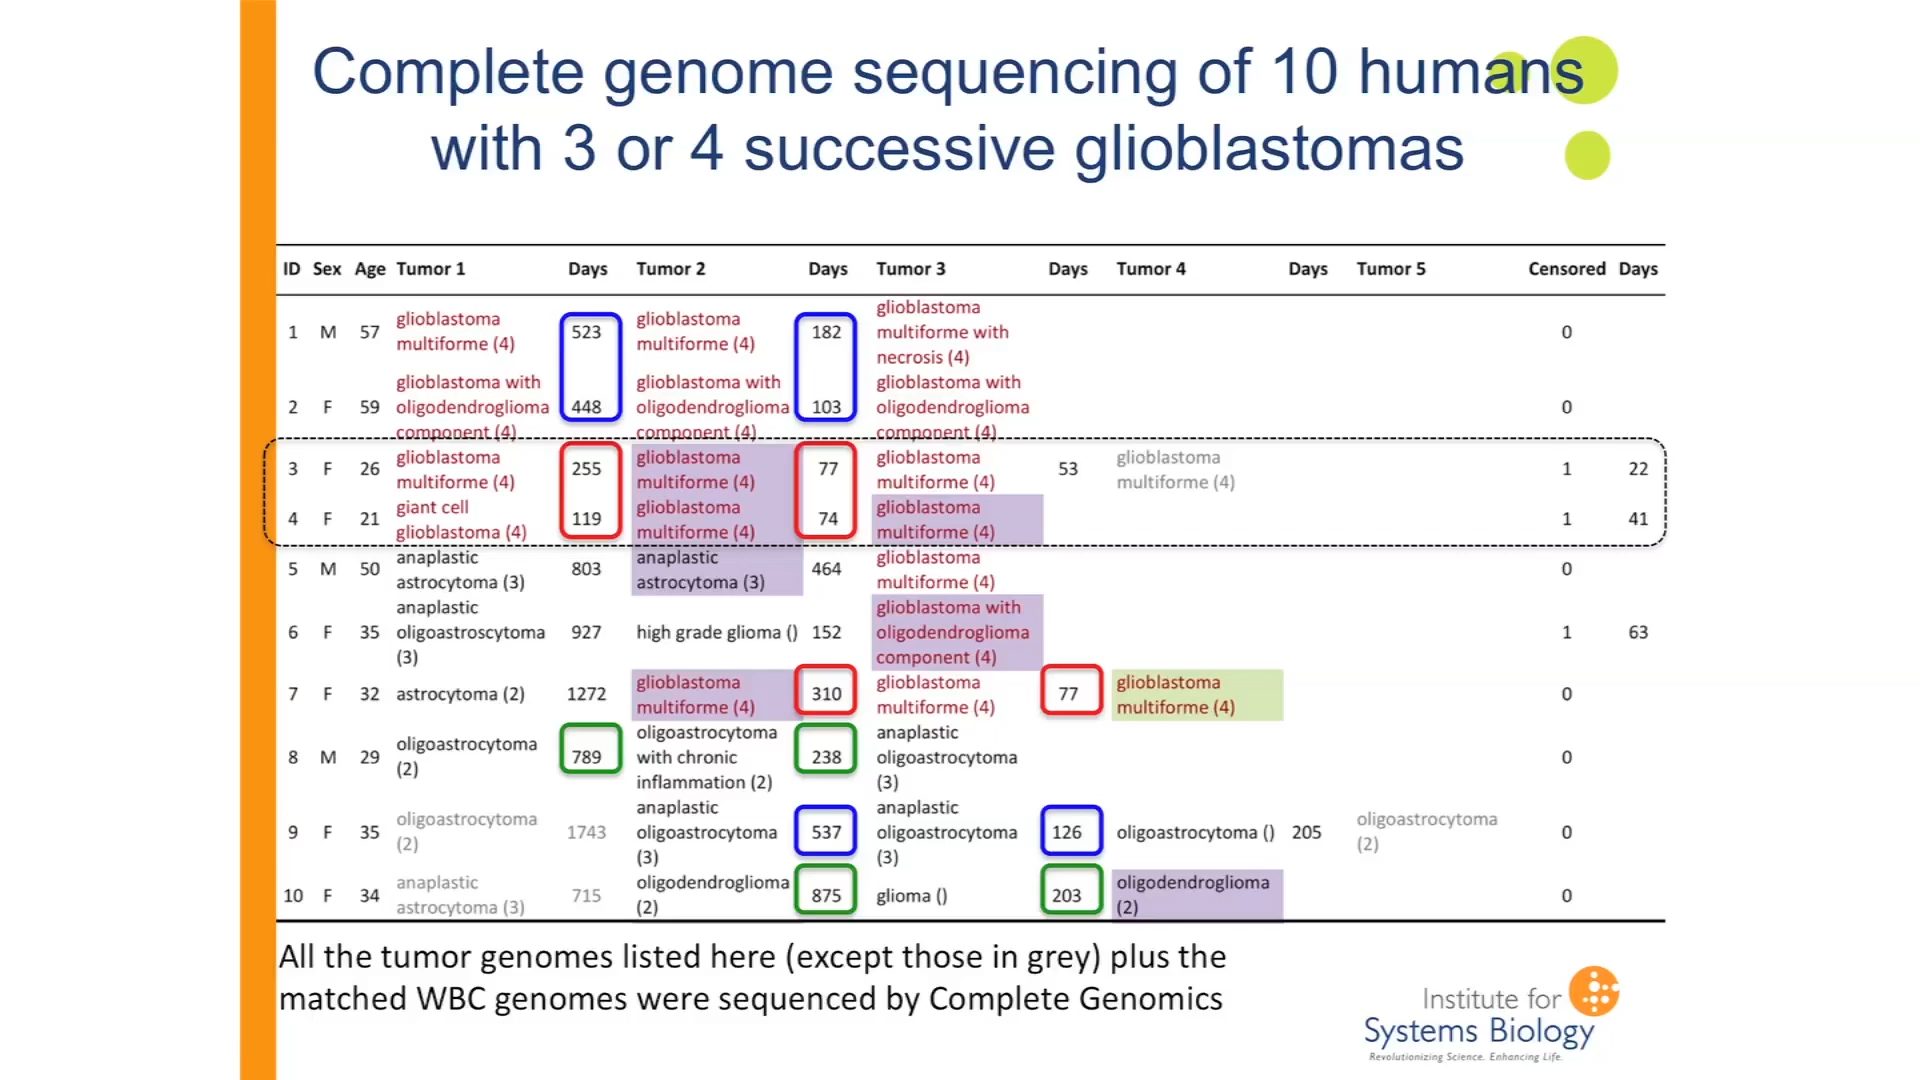 Complete genome sequencing of 10 humans
with 3 or 4 successive glioblastomas
ID Sex Age Tumor 1 Days Tumor 2 Days Tumor 3 Days Tumor 4 Days Tumor 5 Censored Days
1 M 57 glioblastoma multiforme (4) 523 glioblastoma multiforme (4) 182 glioblastoma multiforme with necrosis (4) 0
2 F 59 glioblastoma with oligodendroglioma component (4) 448 glioblastoma with oligodendroglioma component (4) 103 glioblastoma with oligodendroglioma component (4) 0
3 F 26 glioblastoma multiforme (4) 255 glioblastoma multiforme (4) 77 glioblastoma multiforme (4) 53 glioblastoma multiforme (4) 1 22
4 F 21 giant cell glioblastoma (4) 119 glioblastoma multiforme (4) 74 glioblastoma multiforme (4) 1 41
5 M 50 anaplastic astrocytoma (3) 803 anaplastic astrocytoma (3) 464 glioblastoma multiforme (4) 0
6 F 35 anaplastic oligoastroscytoma (3) 927 high grade glioma () 152 glioblastoma with oligodendroglioma component (4) 1 63
7 F 32 astrocytoma (2) 1272 glioblastoma multiforme (4) 310 glioblastoma multiforme (4) 77 glioblastoma multiforme (4) 0
8 M 29 oligoastrocytoma (2) 789 oligoastrocytoma with chronic inflammation (2) 238 anaplastic oligoastrocytoma (3) 0
9 F 35 oligoastrocytoma (2) 1743 anaplastic oligoastrocytoma (3) 537 anaplastic oligoastrocytoma (3) 126 oligoastrocytoma () 205 oligoastrocytoma (2) 0
10 F 34 anaplastic astrocytoma (3) 715 oligodendroglioma (2) 875 glioma () 203 oligodendroglioma (2) 0
All the tumor genomes listed here (except those in grey) plus the
matched WBC genomes were sequenced by Complete Genomics
Institute for
Systems Biology
Revolutionizing Science. Enhancing Life.